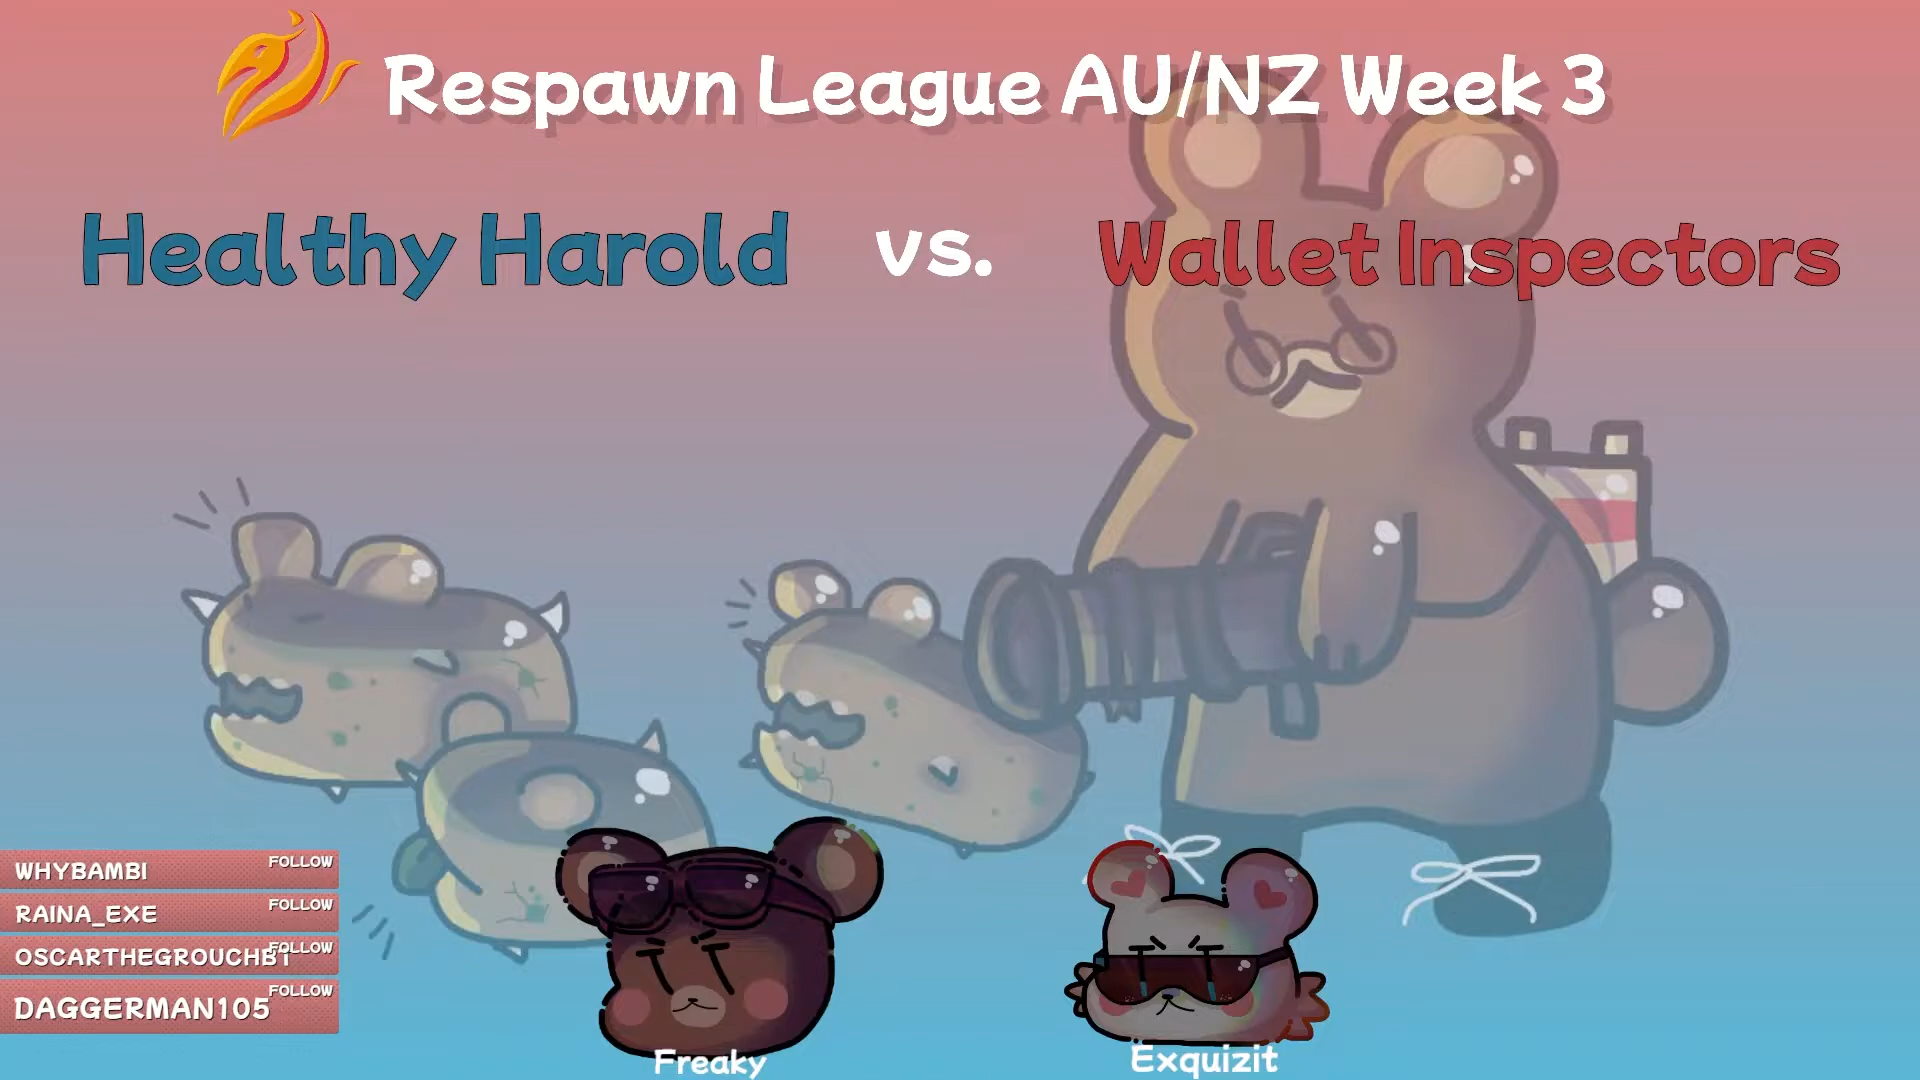 Respawn League AU/NZ Week 3
Healthy Harold vs. Wallet Inspectors
WHYBAMBI FOLLOW
RAINA_EXE FOLLOW
OSCARTHEGROUCHBT FOLLOW
DAGGERMAN105 FOLLOW
Freaky
Exquizit